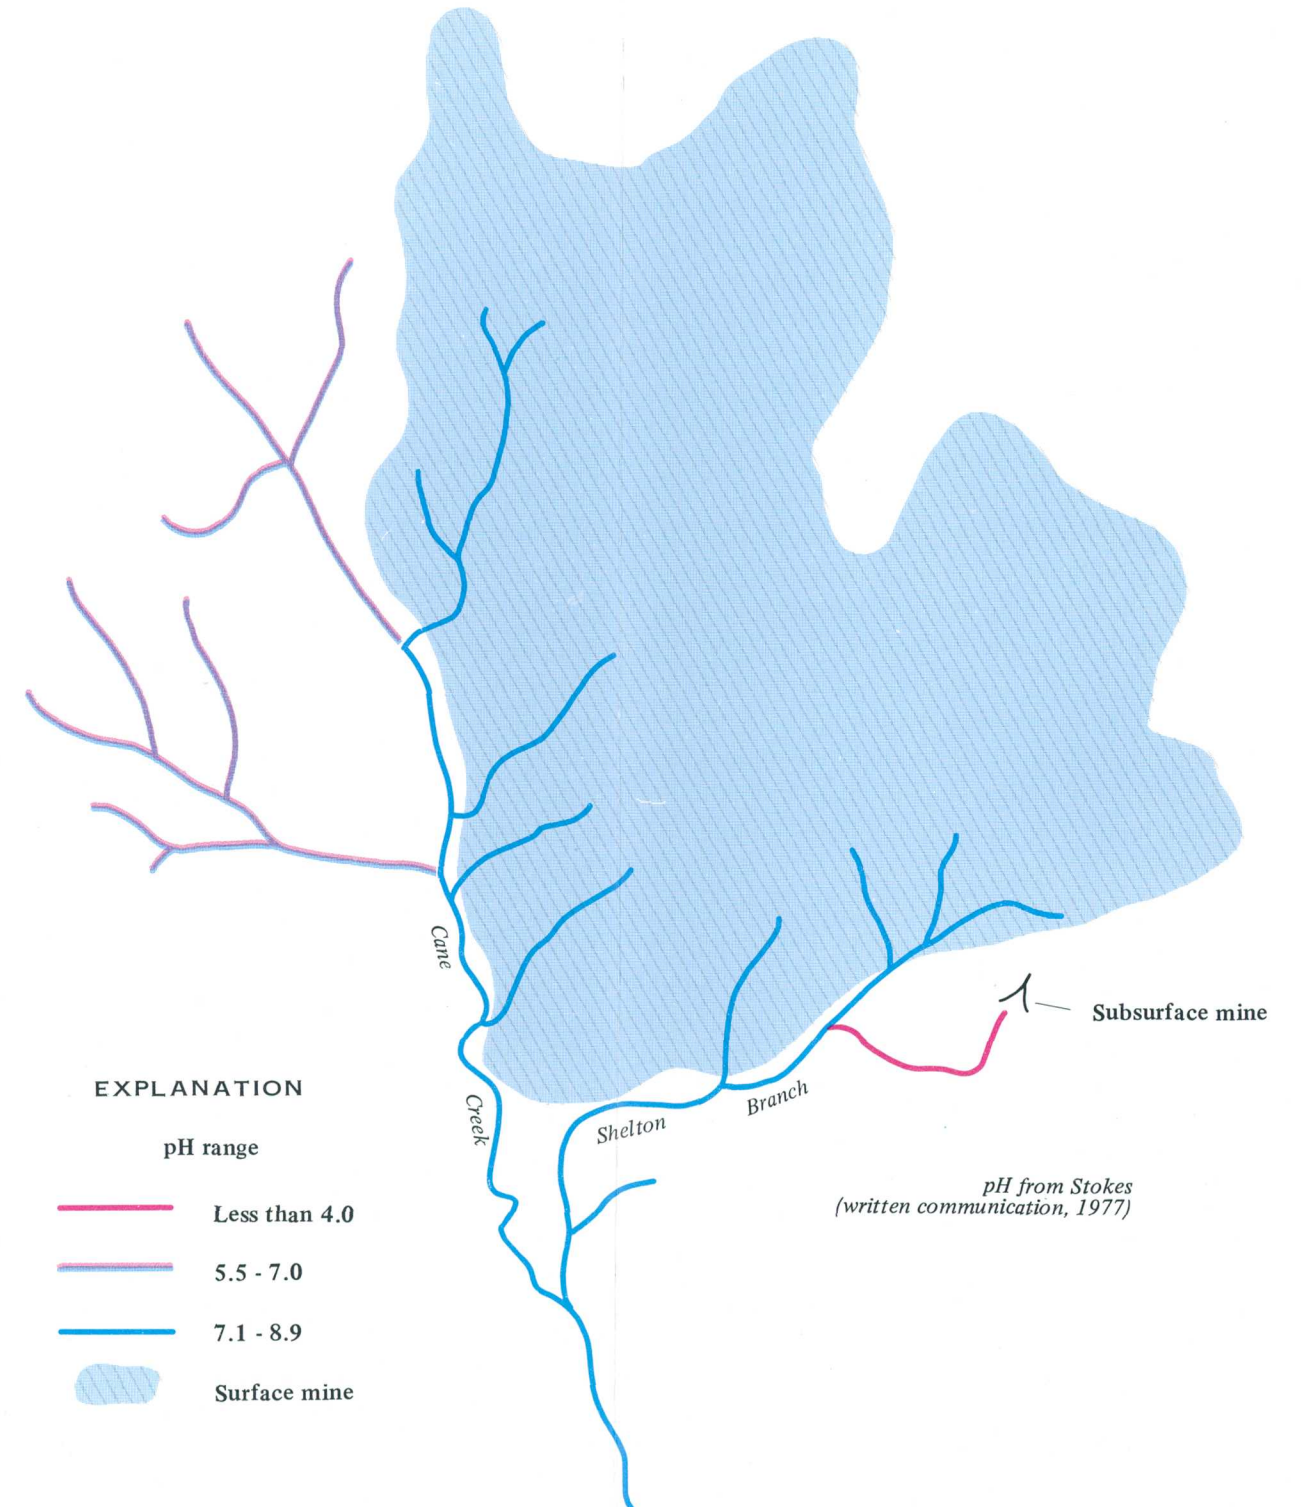 Cane
Creek
Subsurface mine
Branch
Shelton
EXPLANATION
pH range
Less than 4.0
5.5 - 7.0
7.1 - 8.9
Surface mine
pH from Stokes
(written communication, 1977)